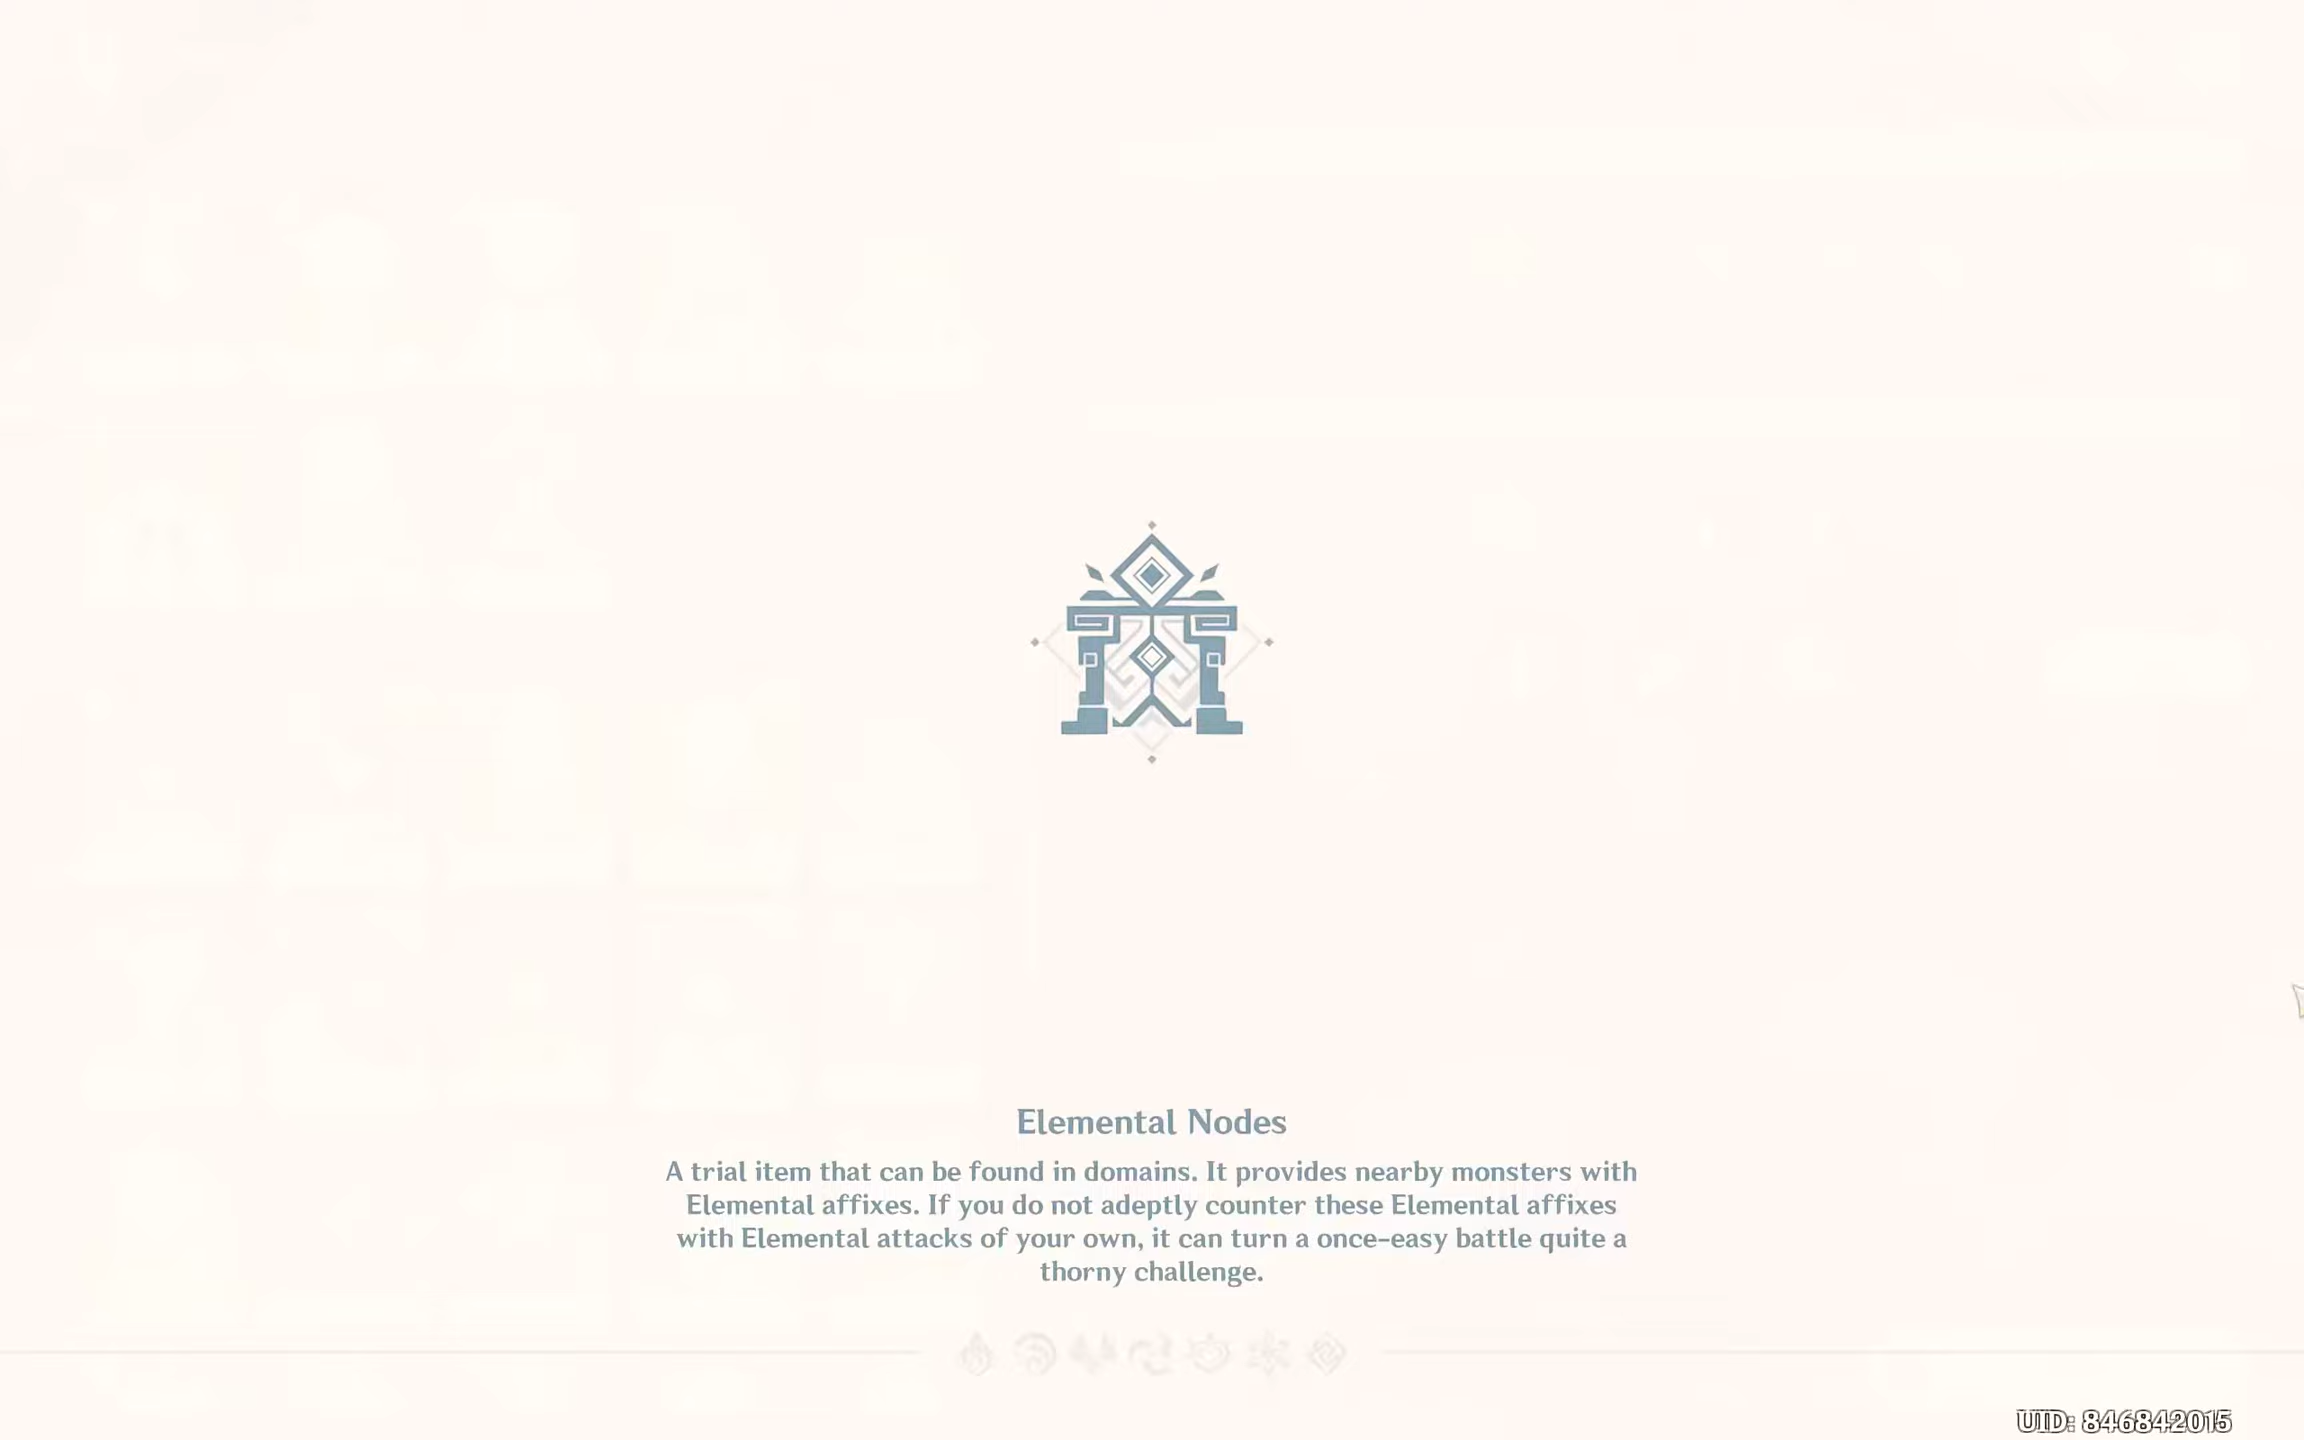 Elemental Nodes
A trial item that can be found in domains. It provides nearby monsters with
Elemental affixes. If you do not adeptly counter these Elemental affixes
with Elemental attacks of your own, it can turn a once-easy battle quite a
thorny challenge.
UID: 846842015